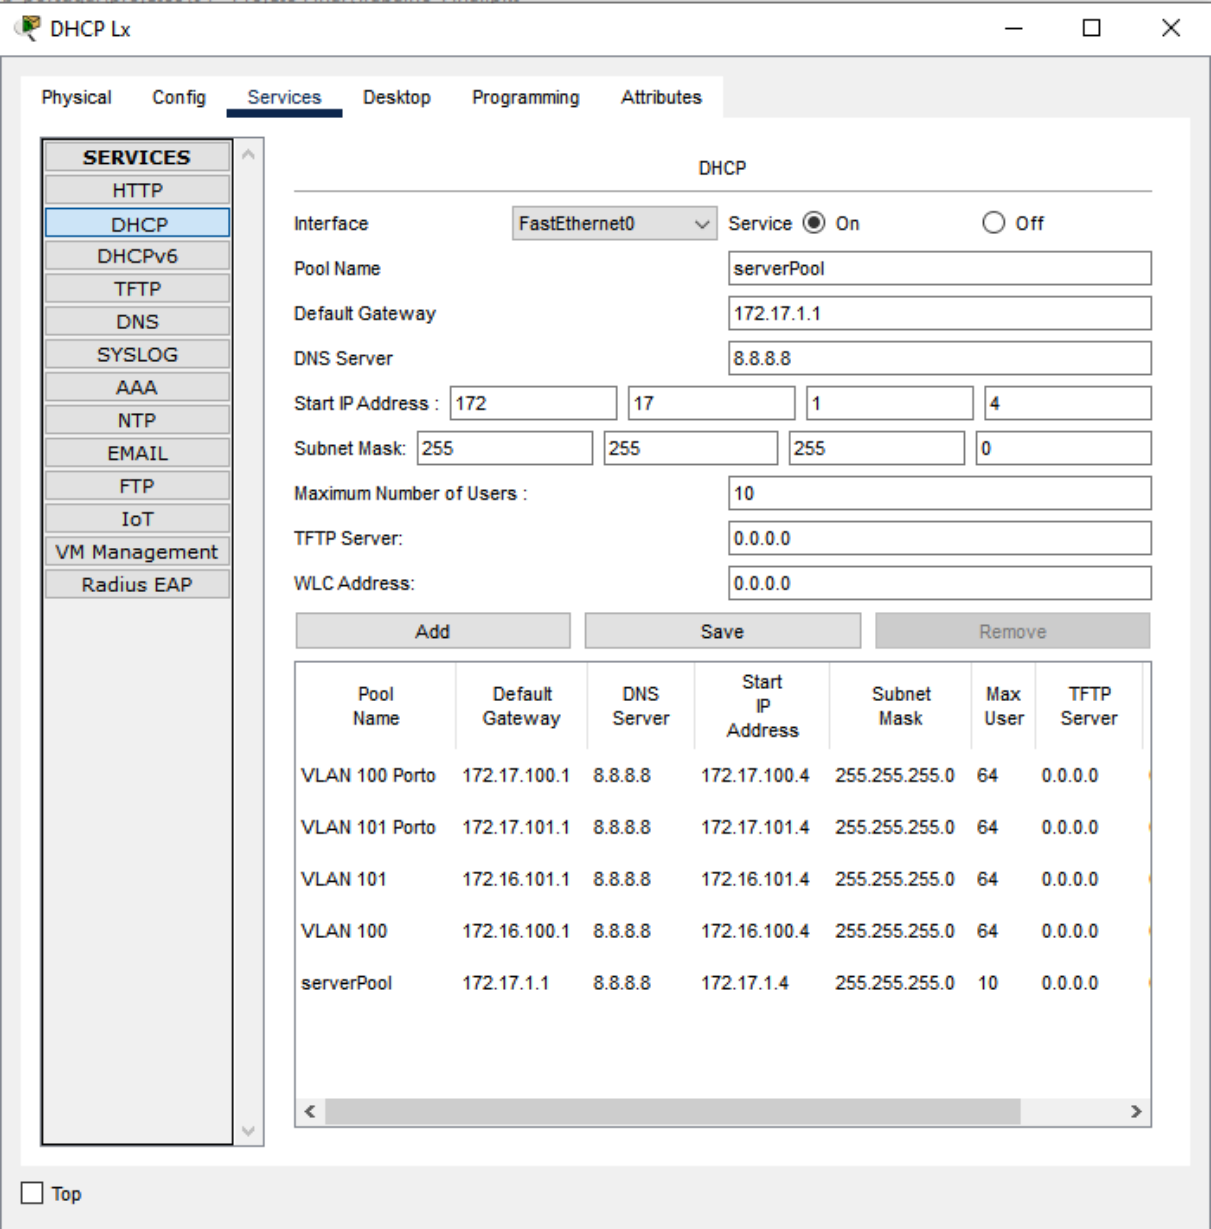 DHCP Lx
Physical Config Services Desktop Programming Attributes
SERVICES
HTTP
DHCP
DHCPv6
TFTP
DNS
SYSLOG
AAA
NTP
EMAIL
FTP
IoT
VM Management
Radius EAP
DHCP
Interface FastEthernet0 Service On Off
Pool Name serverPool
Default Gateway 172.17.1.1
DNS Server 8.8.8.8
Start IP Address : 172 17 1 4
Subnet Mask: 255 255 255 0
Maximum Number of Users : 10
TFTP Server: 0.0.0.0
WLC Address: 0.0.0.0
Add Save Remove
Pool Name Default Gateway DNS Server Start IP Address Subnet Mask Max User TFTP Server
VLAN 100 Porto 172.17.100.1 8.8.8.8 172.17.100.4 255.255.255.0 64 0.0.0.0
VLAN 101 Porto 172.17.101.1 8.8.8.8 172.17.101.4 255.255.255.0 64 0.0.0.0
VLAN 101 172.16.101.1 8.8.8.8 172.16.101.4 255.255.255.0 64 0.0.0.0
VLAN 100 172.16.100.1 8.8.8.8 172.16.100.4 255.255.255.0 64 0.0.0.0
serverPool 172.17.1.1 8.8.8.8 172.17.1.4 255.255.255.0 10 0.0.0.0
Top